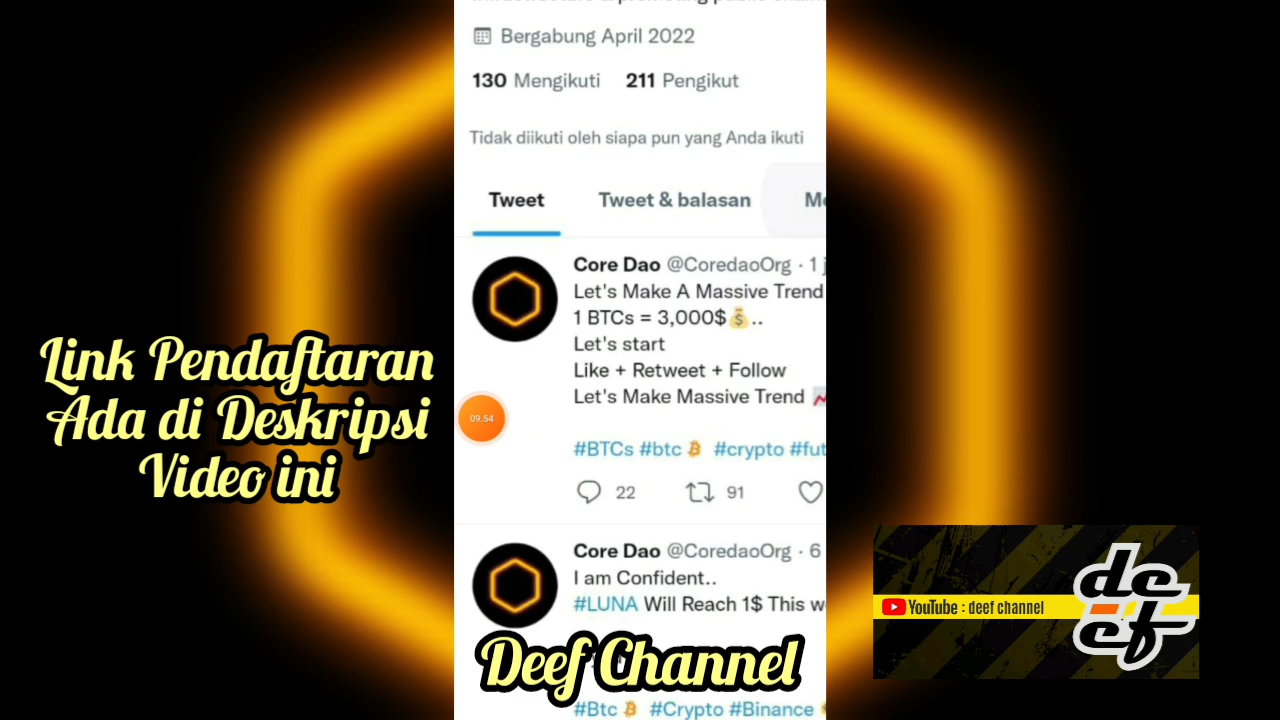 Bergabung April 2022
130 Mengikuti 211 Pengikut
Tidak diikuti oleh siapa pun yang Anda ikuti
Tweet Tweet & balasan
Core Dao @CoredaoOrg · 1 j
Let's Make A Massive Trend
1 BTCs = 3,000$💰..
Let's start
Like + Retweet + Follow
Let's Make Massive Trend 📈
#BTCs #btc #crypto #fut
22 91
09.54
Core Dao @CoredaoOrg · 6
I am Confident..
#LUNA Will Reach 1$ This w
#Btc #Crypto #Binance
Link Pendaftaran
Ada di Deskripsi
Video ini
Deef Channel
YouTube : deef channel
deef